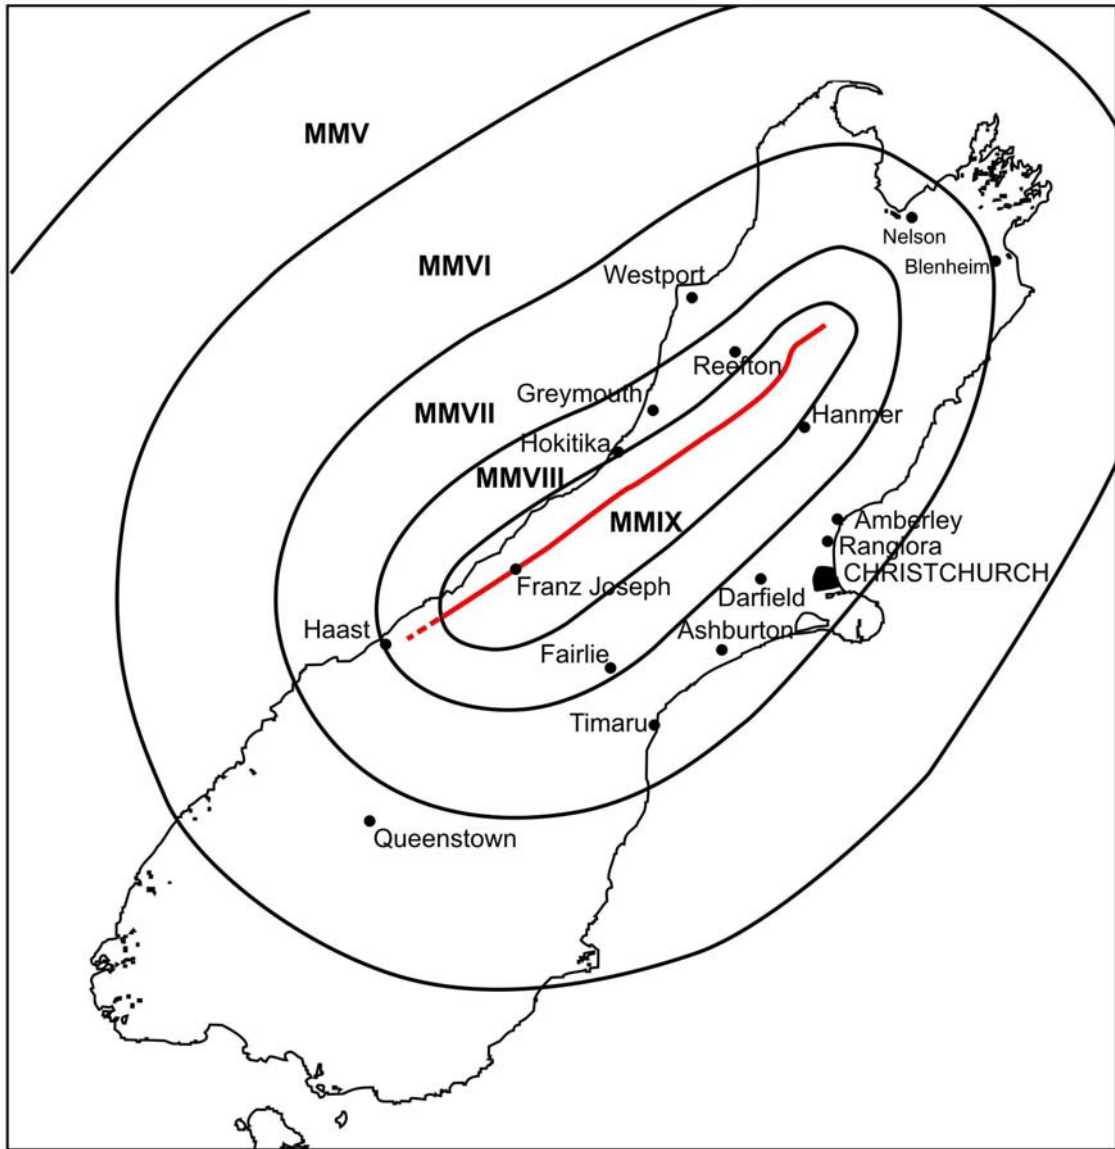 MMV
Nelson
MMVI
Blenheim
Westport
Reefton
Greymouth
MMVII
Hanmer
Hokitika
MMVIII
MMIX
Amberley
Rangiora
CHRISTCHURCH
Franz Joseph
Darfield
Haast
Ashburton
Fairlie
Timaru
Queenstown